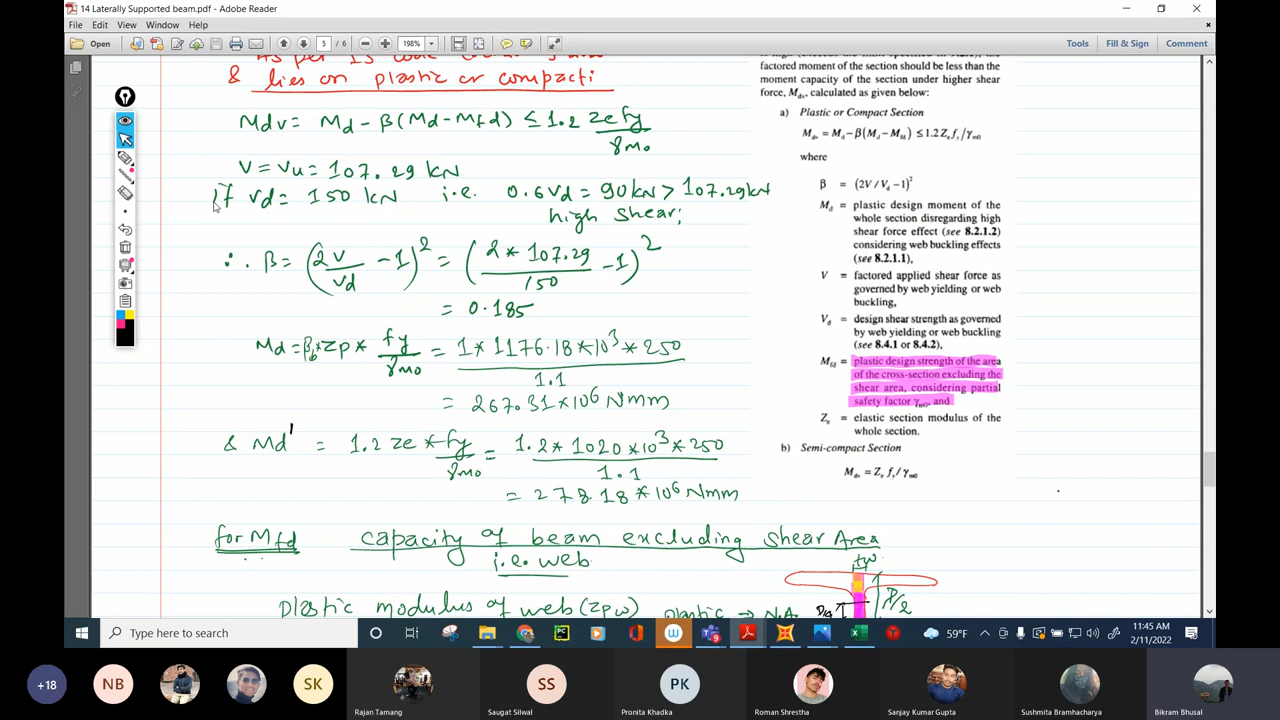 14 Laterally Supported beam.pdf - Adobe Reader
File Edit View Window Help
Open 5 / 6 198% Tools Fill & Sign Comment
& lies on plastic or compact
Mdv = Md - β(Md - Mfd) ≤ 1.2 Ze fy / γmo
V = Vu = 107.29 kN
If Vd = 150 kN i.e. 0.6Vd = 90kN > 107.29kN
high shear;
∴ β = (2V/Vd - 1)² = (2 * 107.29 / 150 - 1)²
= 0.185
Md = βb * Zp * fy/γmo = 1 * 1176.18 * 10³ * 250 / 1.1
= 267.31 * 10⁶ Nmm
& Md' = 1.2 Ze * fy/γmo = 1.2 * 1020 * 10³ * 250 / 1.1
= 278.18 * 10⁶ Nmm
for Mfd capacity of beam excluding shear Area
i.e. web
Plastic modulus of web (Zpw) plastic → N.A.
tw
D/2
factored moment of the section should be less than the
moment capacity of the section under higher shear
force, Mdv, calculated as given below:
a) Plastic or Compact Section
Mdv = Md – β(Md – Mfd) ≤ 1.2 Ze fy / γm0
where
β = (2V/Vd –1)²
Md = plastic design moment of the
whole section disregarding high
shear force effect (see 8.2.1.2)
considering web buckling effects
(see 8.2.1.1),
V = factored applied shear force as
governed by web yielding or web
buckling,
Vd = design shear strength as governed
by web yielding or web buckling
(see 8.4.1 or 8.4.2),
Mfd = plastic design strength of the area
of the cross-section excluding the
shear area, considering partial
safety factor γm0, and
Ze = elastic section modulus of the
whole section.
b) Semi-compact Section
Mdv = Ze fy / γm0
Type here to search
59°F
11:45 AM
2/11/2022
+18 NB SK SS PK
Rajan Tamang Saugat Silwal Pronita Khadka Roman Shrestha Sanjay Kumar Gupta Sushmita Bramhacharya Bikram Bhusal